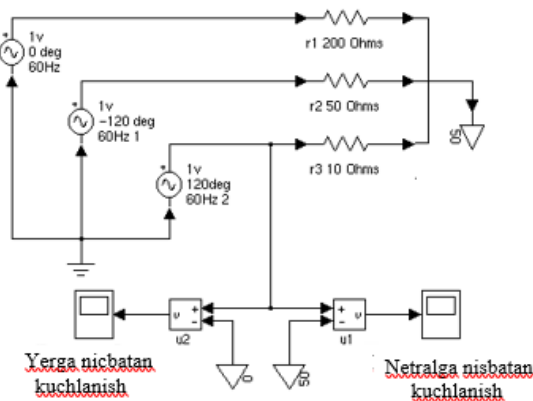 1v
0 deg
60Hz
r1 200 Ohms
1v
-120 deg
60Hz 1
r2 50 Ohms
50
1v
120deg
60Hz 2
r3 10 Ohms
v
+
-
u2
+
-
v
u1
0
50
Yerga nicbatan
kuchlanish
Netralga nisbatan
kuchlanish